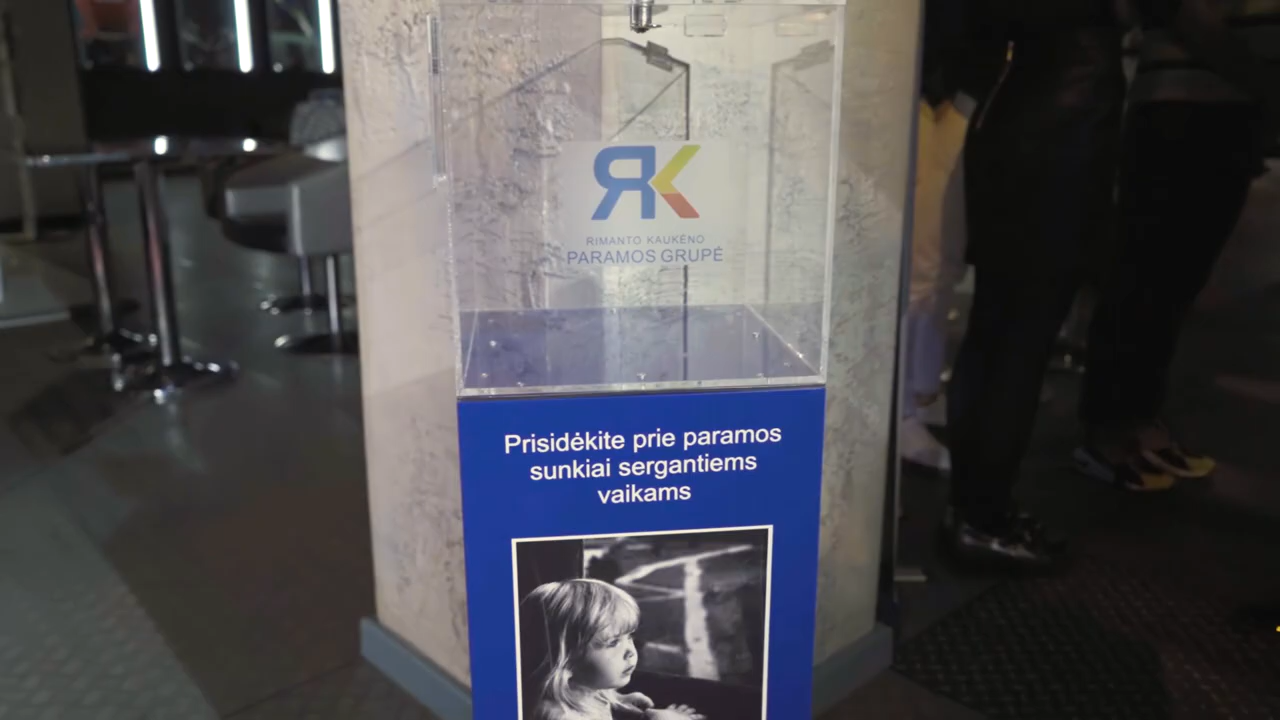 RK
RIMANTO KAUKĖNO
PARAMOS GRUPĖ
Prisidėkite prie paramos
sunkiai sergantiems
vaikams